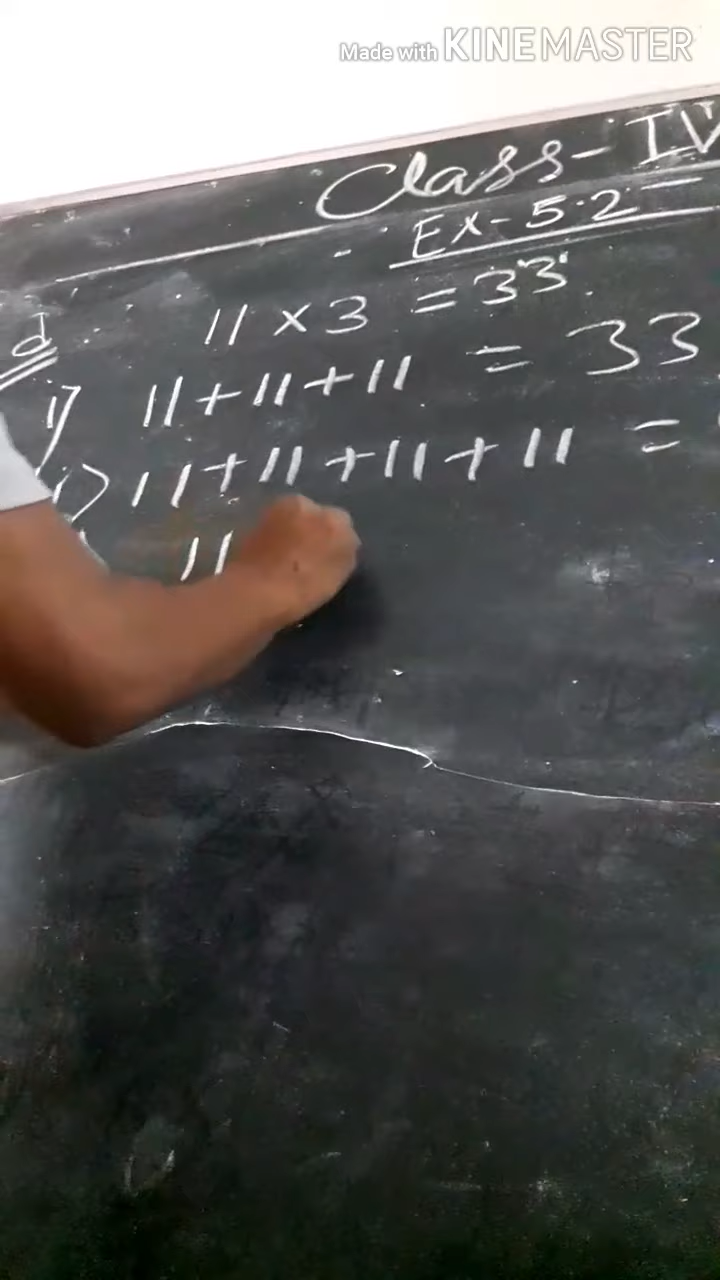 Made with KINEMASTER
Class - IV
Ex - 5.2
d 11 × 3 = 33.
i) 11 + 11 + 11 = 33
11 + 11 + 11 + 11 =
11